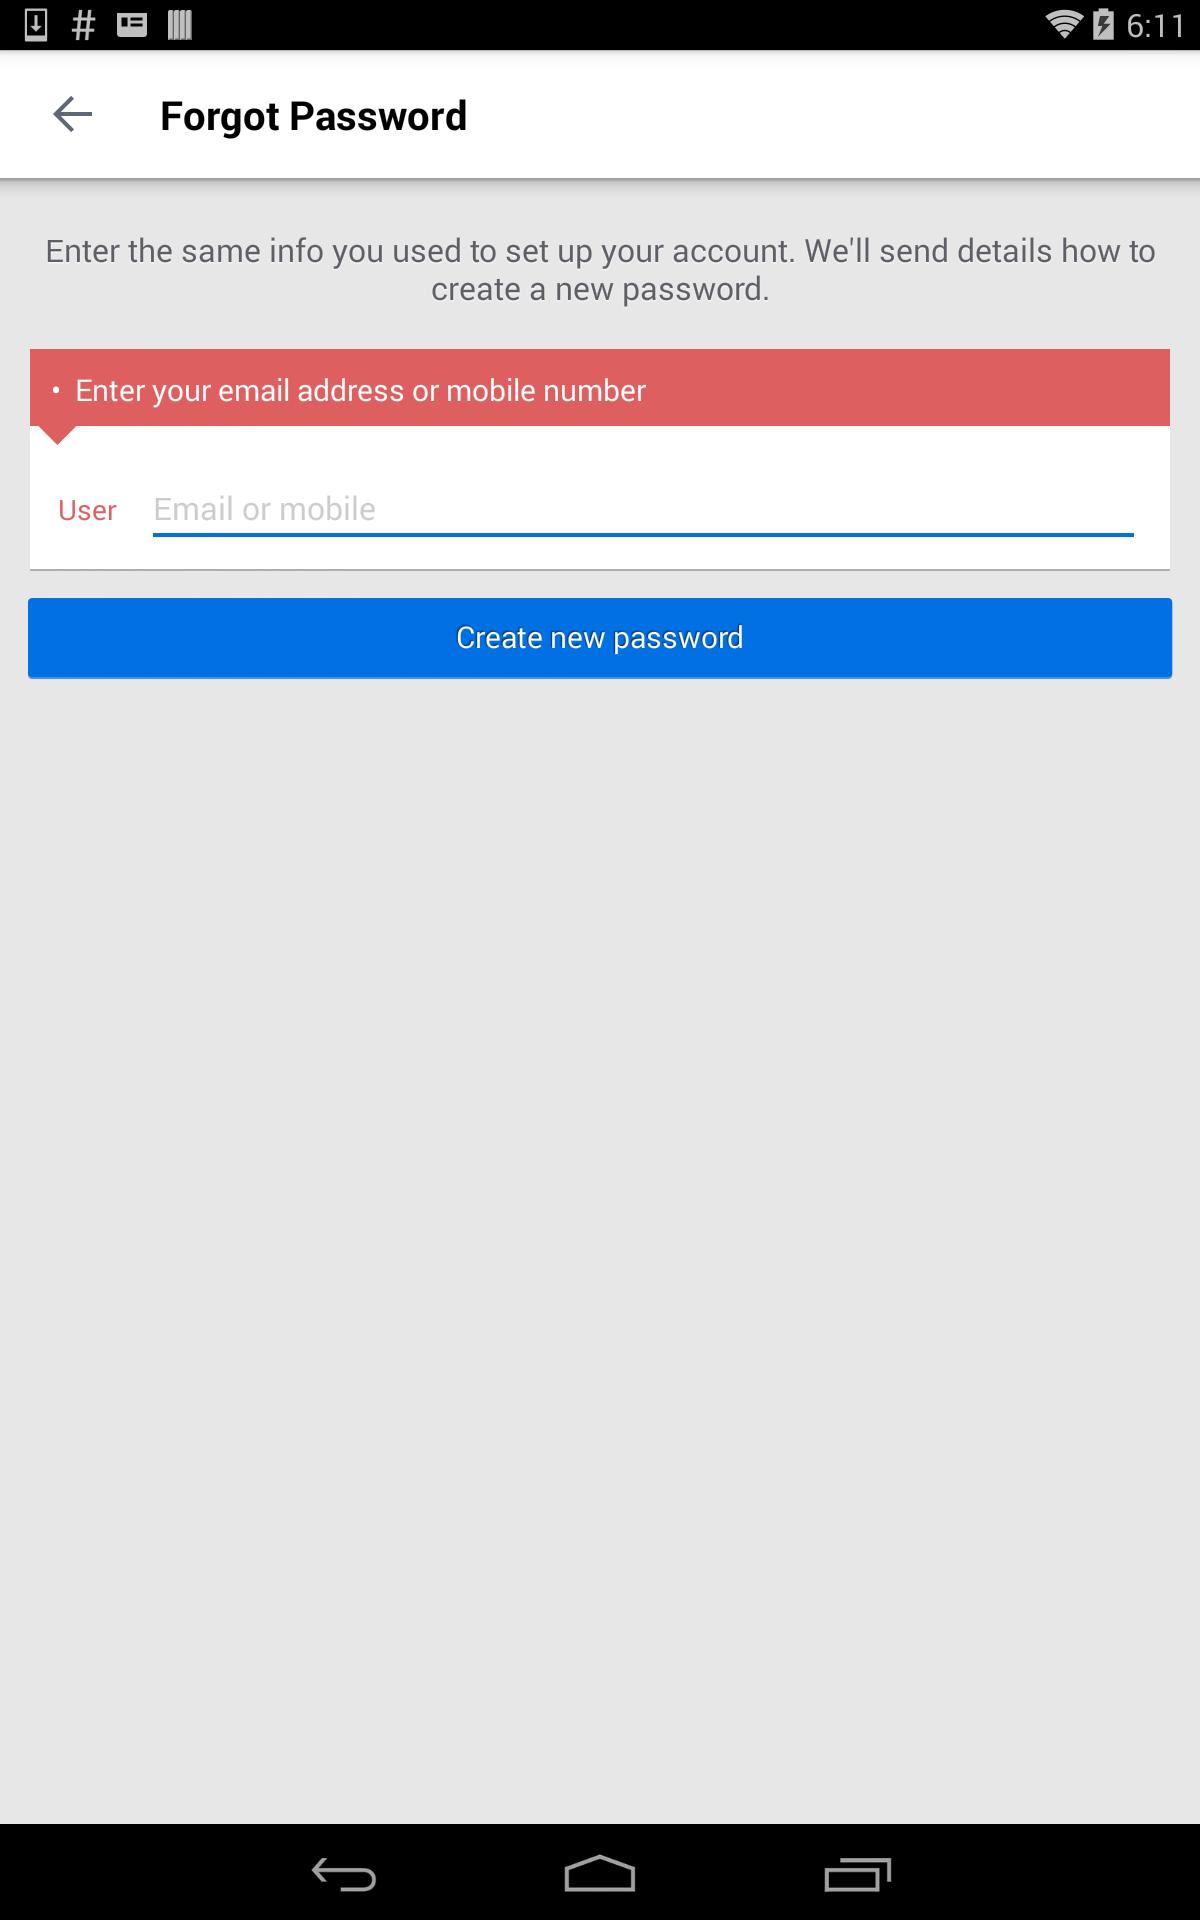 6:11
Forgot Password
Enter the same info you used to set up your account. We'll send details how to
create a new password.
• Enter your email address or mobile number
User Email or mobile
Create new password